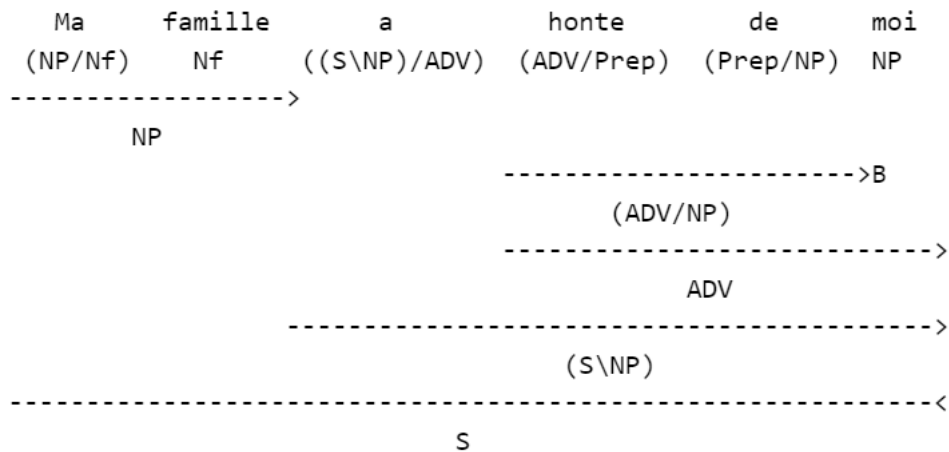 Ma famille a honte de moi
(NP/Nf) Nf ((S\NP)/ADV) (ADV/Prep) (Prep/NP) NP
------------------->
NP
------------------------>B
(ADV/NP)
----------------------------->
ADV
-------------------------------------------->
(S\NP)
---------------------------------------------------------------<
S